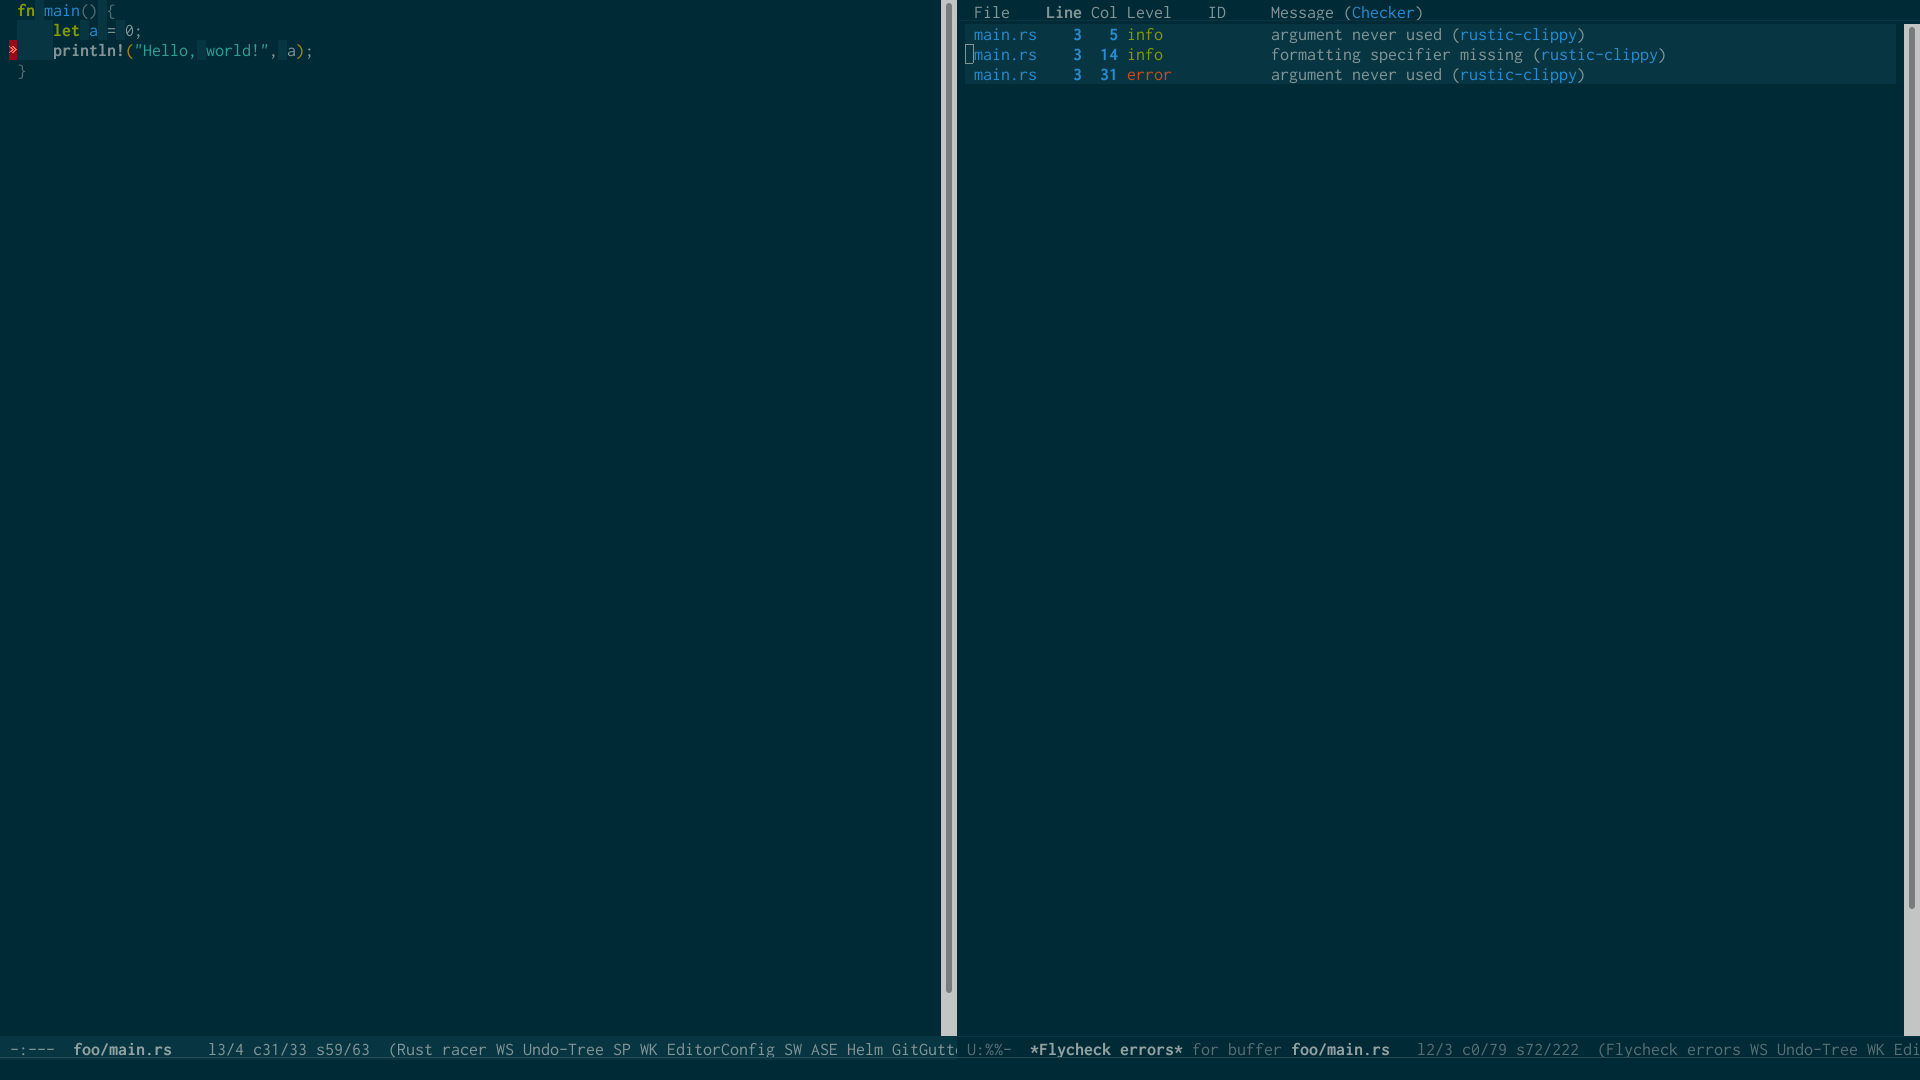 fn main() {
    let a = 0;
»    println!("Hello, world!", a);
}
-:---  foo/main.rs    l3/4 c31/33 s59/63  (Rust racer WS Undo-Tree SP WK EditorConfig SW ASE Helm GitGutt
File    Line Col Level    ID     Message (Checker)
main.rs    3   5 info            argument never used (rustic-clippy)
main.rs    3  14 info            formatting specifier missing (rustic-clippy)
main.rs    3  31 error           argument never used (rustic-clippy)
U:%%-  *Flycheck errors* for buffer foo/main.rs   l2/3 c0/79 s72/222  (Flycheck errors WS Undo-Tree WK Edi